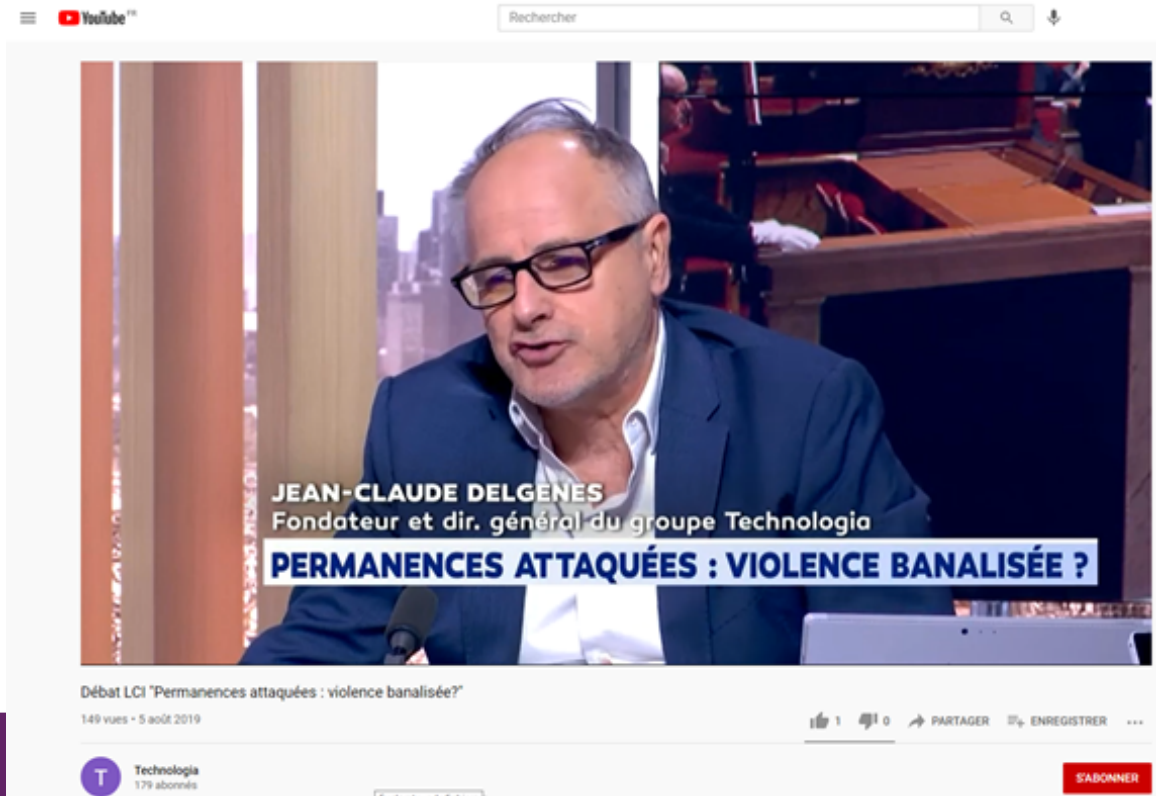 YouTube FR
Rechercher
JEAN-CLAUDE DELGENES
Fondateur et dir. général du groupe Technologia
PERMANENCES ATTAQUÉES : VIOLENCE BANALISÉE ?
Débat LCI "Permanences attaquées : violence banalisée?"
149 vues • 5 août 2019
1 0 PARTAGER ENREGISTRER
T
Technologia
179 abonnés
S'ABONNER